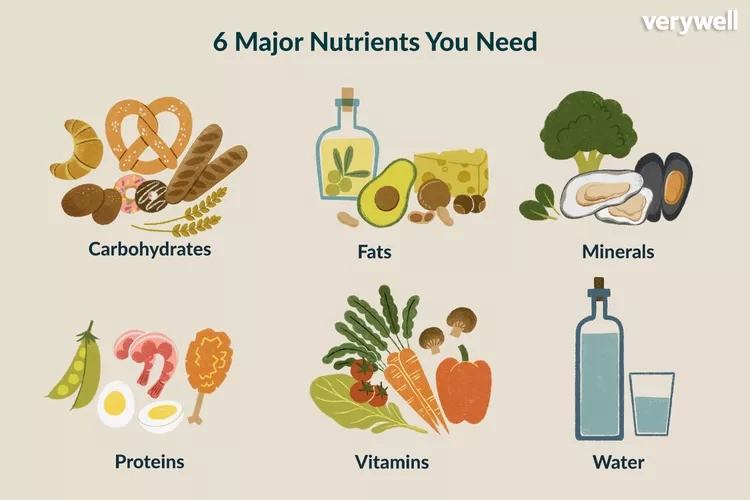 verywell
6 Major Nutrients You Need
Carbohydrates
Fats
Minerals
Proteins
Vitamins
Water